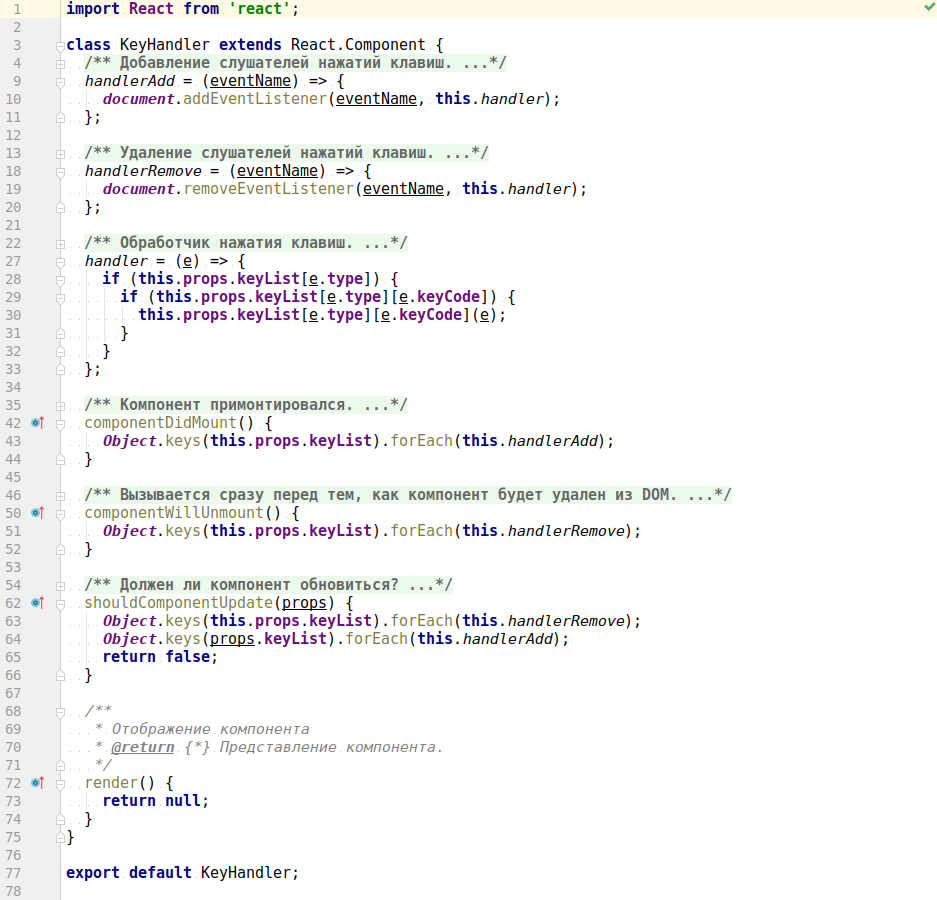 1 import React from 'react';
2
3 class KeyHandler extends React.Component {
4 /** Добавление слушателей нажатий клавиш. ...*/
9 handlerAdd = (eventName) => {
10 document.addEventListener(eventName, this.handler);
11 };
12
13 /** Удаление слушателей нажатий клавиш. ...*/
18 handlerRemove = (eventName) => {
19 document.removeEventListener(eventName, this.handler);
20 };
21
22 /** Обработчик нажатия клавиш. ...*/
27 handler = (e) => {
28 if (this.props.keyList[e.type]) {
29 if (this.props.keyList[e.type][e.keyCode]) {
30 this.props.keyList[e.type][e.keyCode](e);
31 }
32 }
33 };
34
35 /** Компонент примонтировался. ...*/
42 componentDidMount() {
43 Object.keys(this.props.keyList).forEach(this.handlerAdd);
44 }
45
46 /** Вызывается сразу перед тем, как компонент будет удален из DOM. ...*/
50 componentWillUnmount() {
51 Object.keys(this.props.keyList).forEach(this.handlerRemove);
52 }
53
54 /** Должен ли компонент обновиться? ...*/
62 shouldComponentUpdate(props) {
63 Object.keys(this.props.keyList).forEach(this.handlerRemove);
64 Object.keys(props.keyList).forEach(this.handlerAdd);
65 return false;
66 }
67
68 /**
69 * Отображение компонента
70 * @return {*} Представление компонента.
71 */
72 render() {
73 return null;
74 }
75 }
76
77 export default KeyHandler;
78